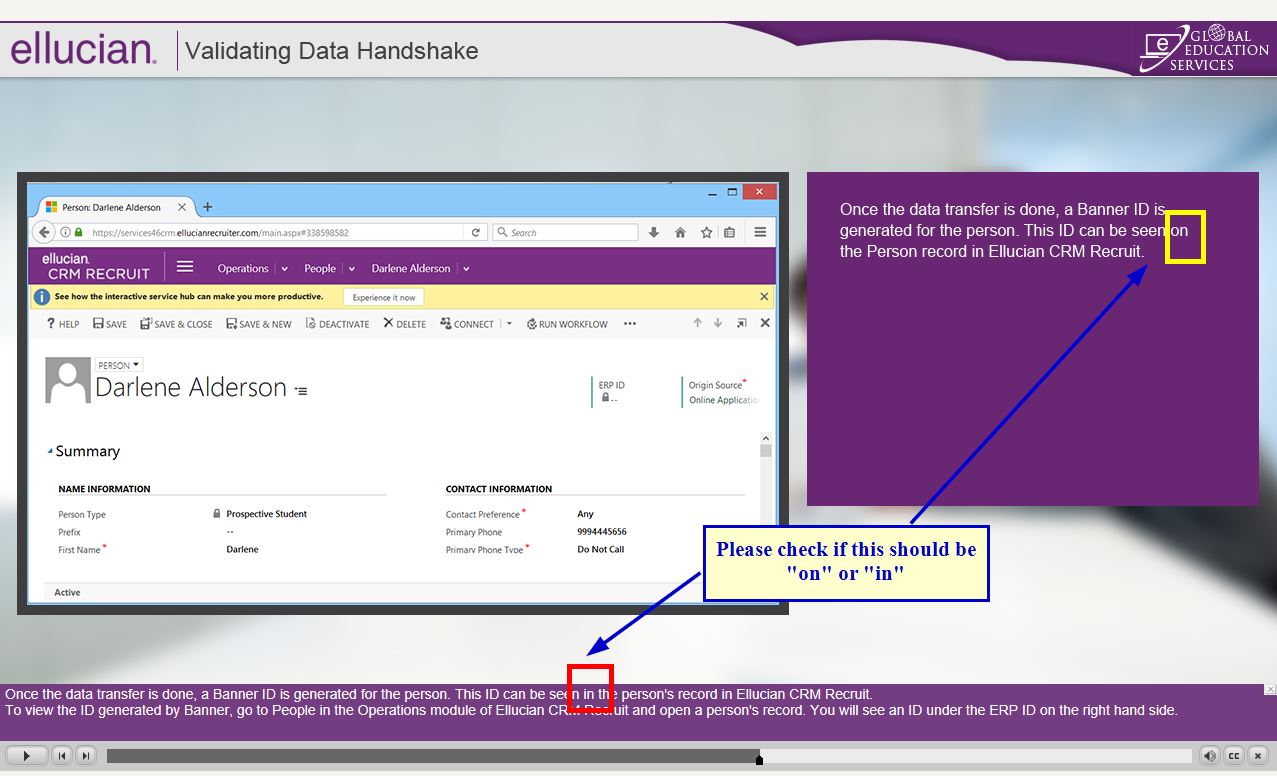 ellucian.
Validating Data Handshake
e GLOBAL
EDUCATION
SERVICES
Person: Darlene Alderson
https://services46crm.ellucianrecruiter.com/main.aspx#338598582
Search
ellucian.
CRM RECRUIT
Operations
People
Darlene Alderson
See how the interactive service hub can make you more productive.
Experience it now
? HELP
SAVE
SAVE & CLOSE
SAVE & NEW
DEACTIVATE
DELETE
CONNECT
RUN WORKFLOW
...
PERSON
Darlene Alderson
ERP ID
--
Origin Source*
Online Applicatio
Summary
NAME INFORMATION
Person Type Prospective Student
Prefix --
First Name* Darlene
CONTACT INFORMATION
Contact Preference* Any
Primary Phone 9994445656
Primary Phone Type* Do Not Call
Active
Once the data transfer is done, a Banner ID is
generated for the person. This ID can be seen on
the Person record in Ellucian CRM Recruit.
Please check if this should be
"on" or "in"
Once the data transfer is done, a Banner ID is generated for the person. This ID can be seen in the person's record in Ellucian CRM Recruit.
To view the ID generated by Banner, go to People in the Operations module of Ellucian CRM Recruit and open a person's record. You will see an ID under the ERP ID on the right hand side.
CC